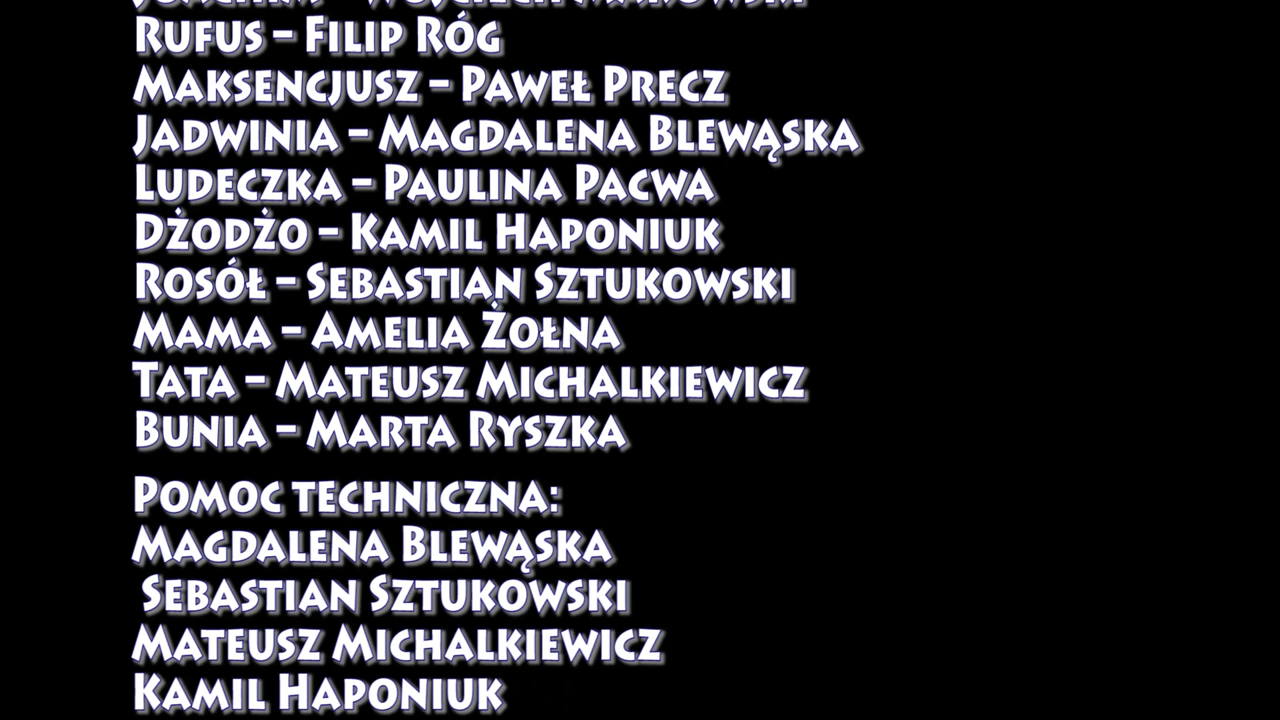 Rufus – Filip Róg
Maksencjusz – Paweł Precz
Jadwinia – Magdalena Blewąska
Ludeczka – Paulina Pacwa
Dżodżo – Kamil Haponiuk
Rosół – Sebastian Sztukowski
Mama – Amelia Żołna
Tata – Mateusz Michalkiewicz
Bunia – Marta Ryszka
Pomoc techniczna:
Magdalena Blewąska
Sebastian Sztukowski
Mateusz Michalkiewicz
Kamil Haponiuk